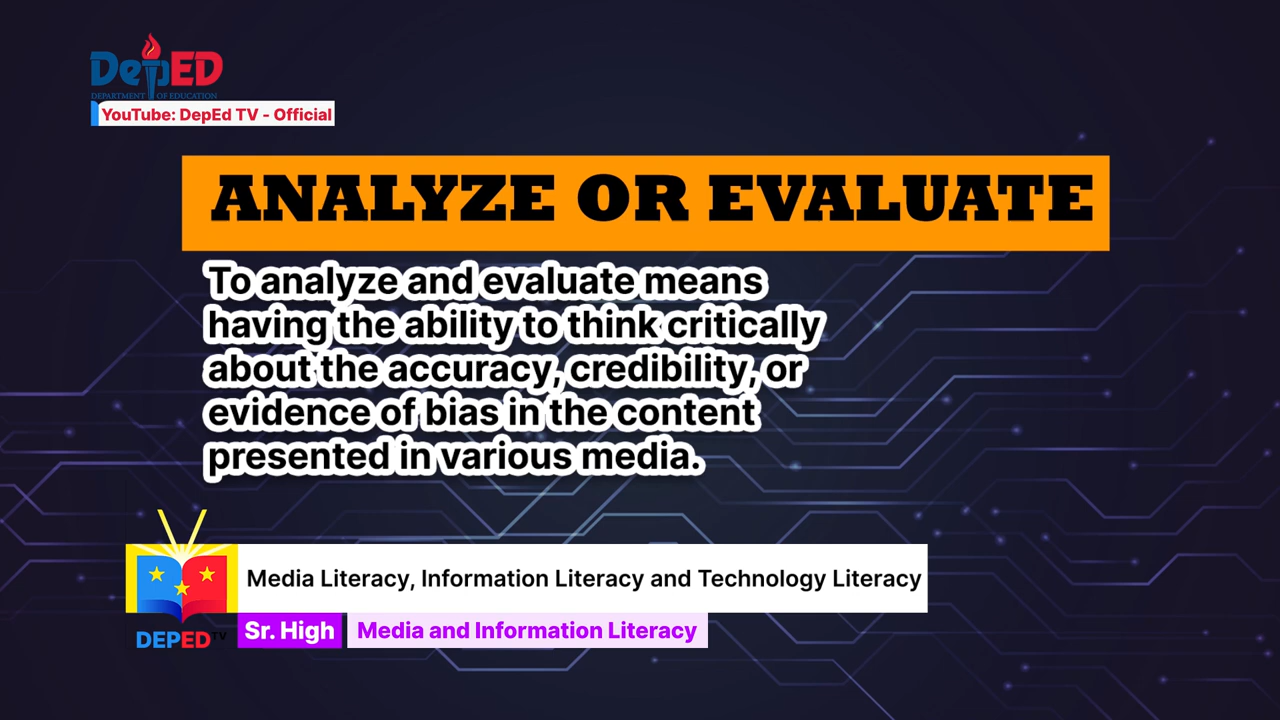 DepED
DEPARTMENT OF EDUCATION
YouTube: DepEd TV - Official
ANALYZE OR EVALUATE
To analyze and evaluate means
having the ability to think critically
about the accuracy, credibility, or
evidence of bias in the content
presented in various media.
Media Literacy, Information Literacy and Technology Literacy
DEPED TV
Sr. High
Media and Information Literacy